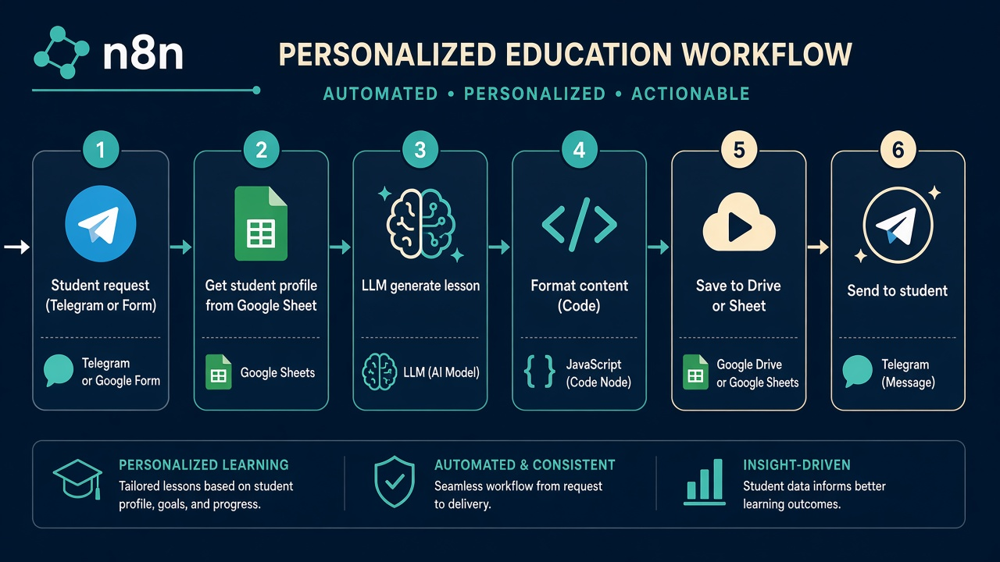 n8n
PERSONALIZED EDUCATION WORKFLOW
AUTOMATED • PERSONALIZED • ACTIONABLE
1
Student request
(Telegram or Form)
Telegram
or Google Form
2
Get student profile
from Google Sheet
Google Sheets
3
LLM generate lesson
LLM (AI Model)
4
</>
Format content
(Code)
{ }
JavaScript
(Code Node)
5
Save to Drive
or Sheet
Google Drive
or Google Sheets
6
Send to student
Telegram
(Message)
PERSONALIZED LEARNING
Tailored lessons based on student
profile, goals, and progress.
AUTOMATED & CONSISTENT
Seamless workflow from request
to delivery.
INSIGHT-DRIVEN
Student data informs better
learning outcomes.